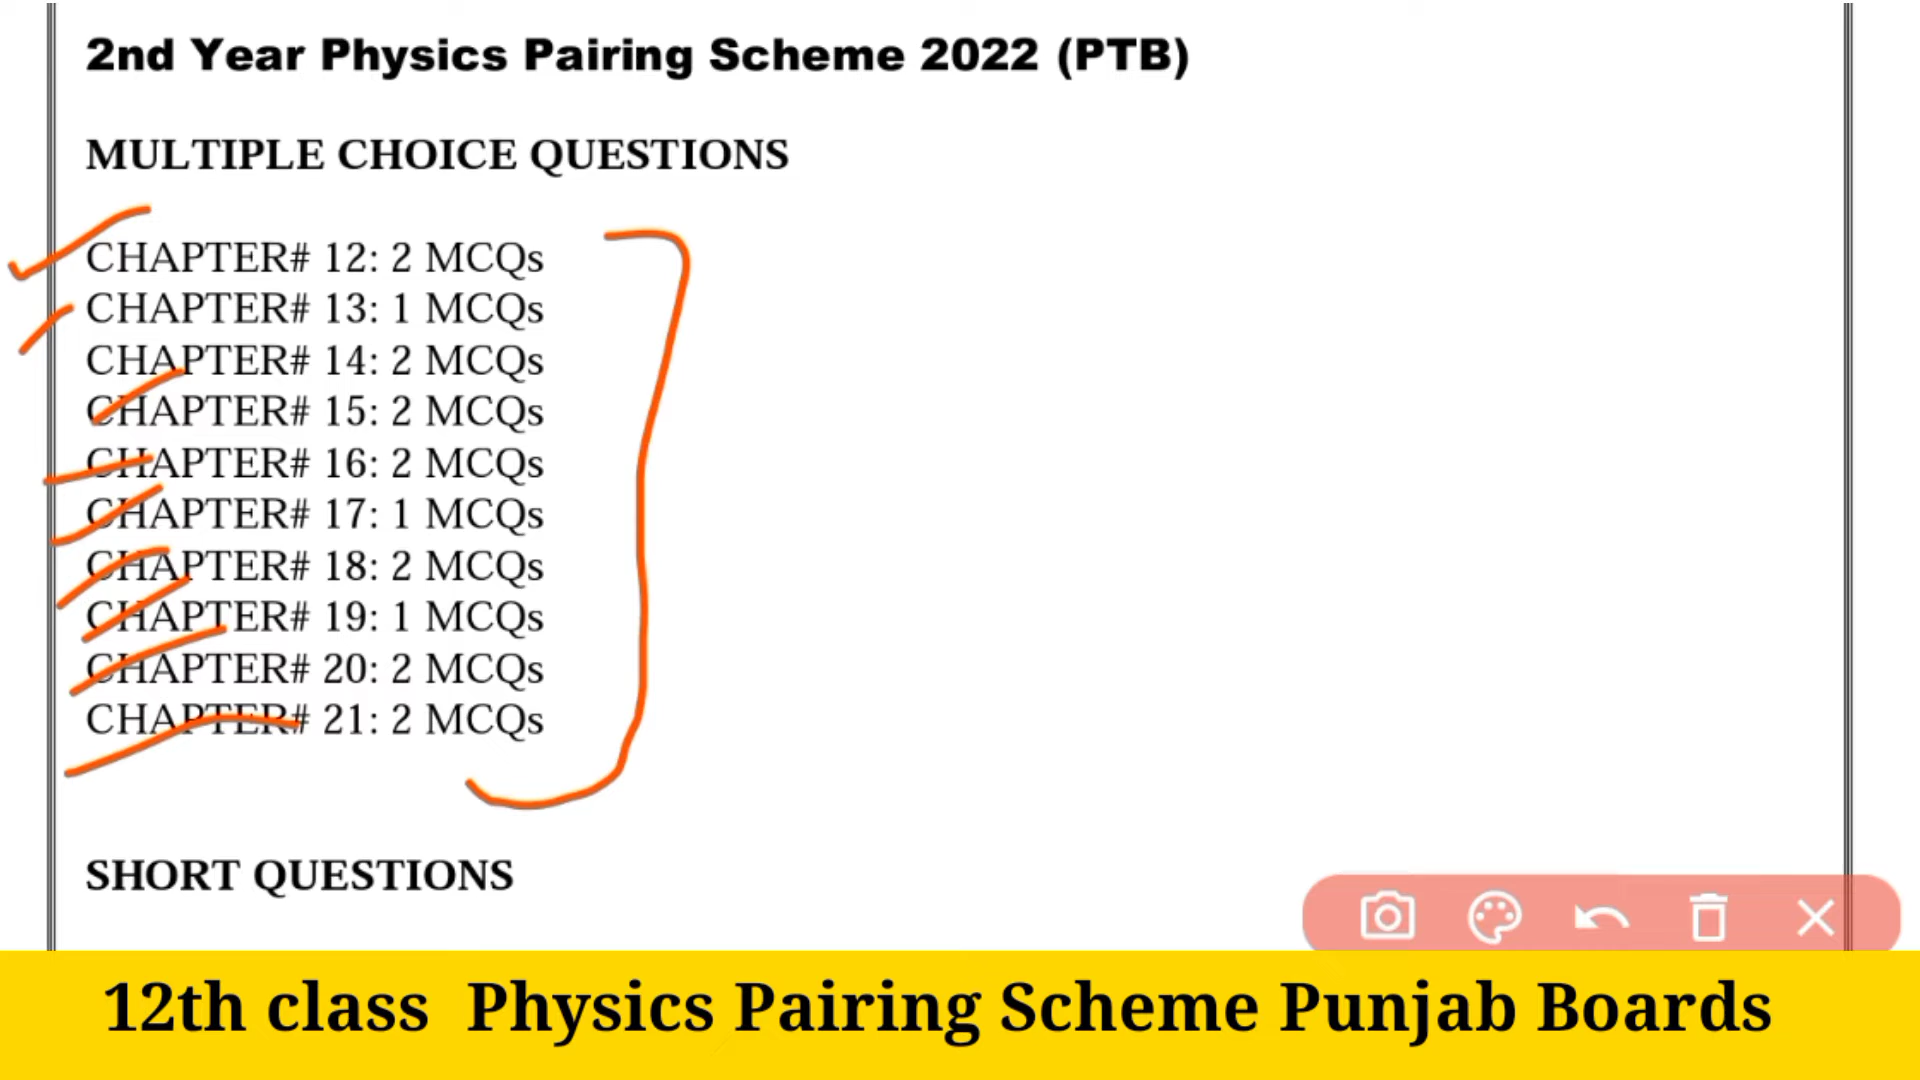 2nd Year Physics Pairing Scheme 2022 (PTB)
MULTIPLE CHOICE QUESTIONS
CHAPTER# 12: 2 MCQs
CHAPTER# 13: 1 MCQs
CHAPTER# 14: 2 MCQs
CHAPTER# 15: 2 MCQs
CHAPTER# 16: 2 MCQs
CHAPTER# 17: 1 MCQs
CHAPTER# 18: 2 MCQs
CHAPTER# 19: 1 MCQs
CHAPTER# 20: 2 MCQs
CHAPTER# 21: 2 MCQs
SHORT QUESTIONS
12th class Physics Pairing Scheme Punjab Boards